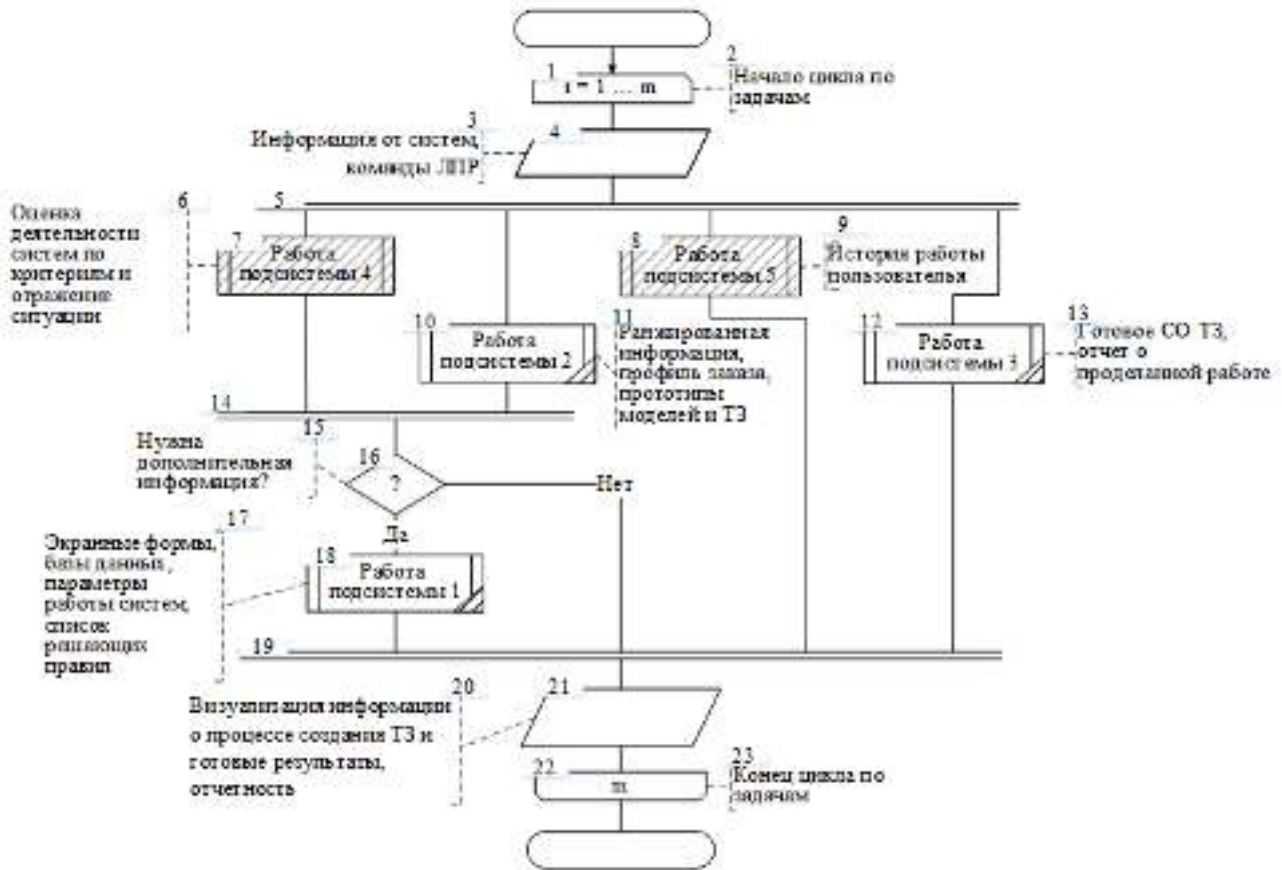 1
i = 1 ... m
2
Начало цикла по
задачам
3
Информация от систем,
команды ЛПР
4
5
6
Оценка
деятельности
систем по
критериям и
отражение
ситуации
7
Работа
подсистемы 4
8
Работа
подсистемы 5
9
История работы
пользователья
10
Работа
подсистемы 2
11
Ранжированная
информация,
профиль заказа,
прототипы
моделей и ТЗ
12
Работа
подсистемы 3
13
Готовое СО ТЗ,
отчет о
проделанной работе
14
15
Нужна
дополнительная
информация?
16
?
Нет
Да
17
Экранные формы,
базы данных,
параметры
работы систем,
список
решающих
правил
18
Работа
подсистемы 1
19
20
Визуализация информации
о процессе создания ТЗ и
готовые результаты,
отчетность
21
22
m
23
Конец цикла по
задачам